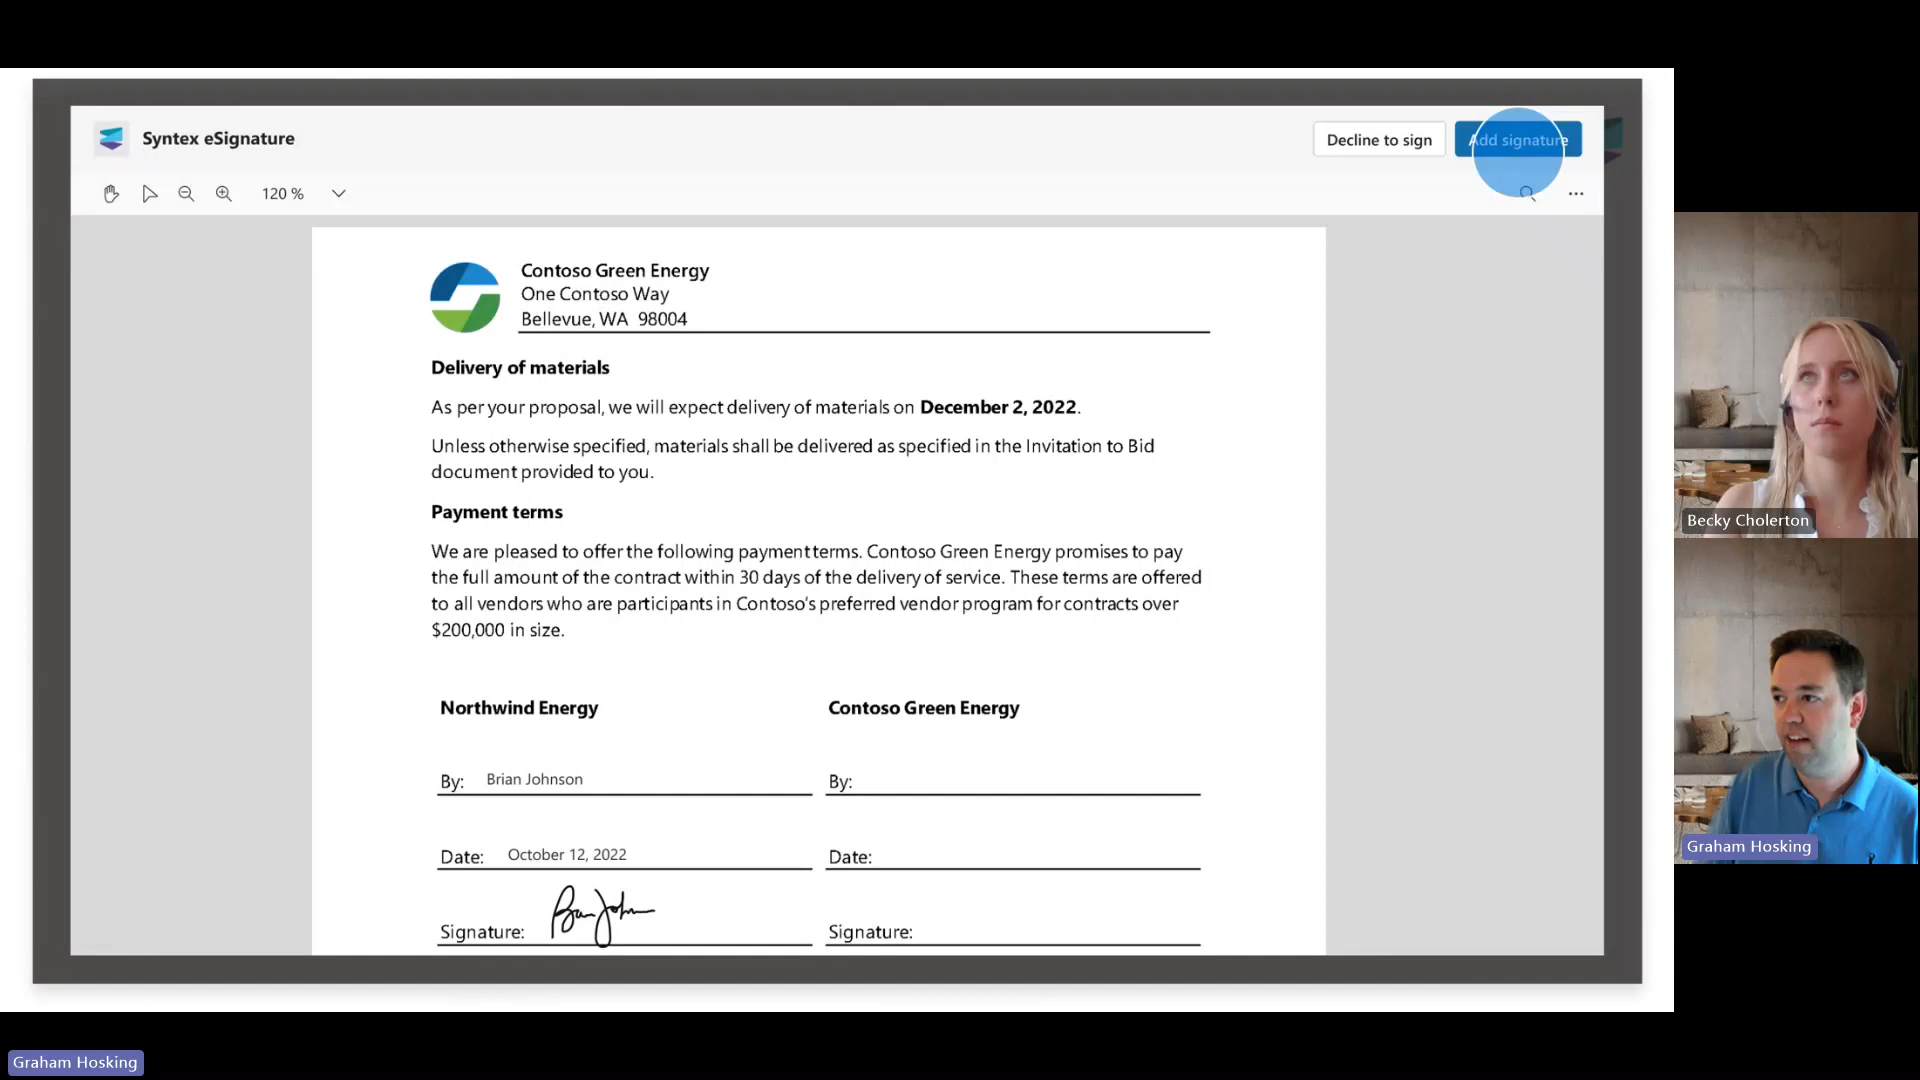 Syntex eSignature
Decline to sign
Add signature
120 %
Contoso Green Energy
One Contoso Way
Bellevue, WA 98004
Delivery of materials
As per your proposal, we will expect delivery of materials on December 2, 2022.
Unless otherwise specified, materials shall be delivered as specified in the Invitation to Bid
document provided to you.
Payment terms
We are pleased to offer the following payment terms. Contoso Green Energy promises to pay
the full amount of the contract within 30 days of the delivery of service. These terms are offered
to all vendors who are participants in Contoso's preferred vendor program for contracts over
$200,000 in size.
Northwind Energy
Contoso Green Energy
By: Brian Johnson
By:
Date: October 12, 2022
Date:
Signature:
Signature:
Becky Cholerton
Graham Hosking
Graham Hosking